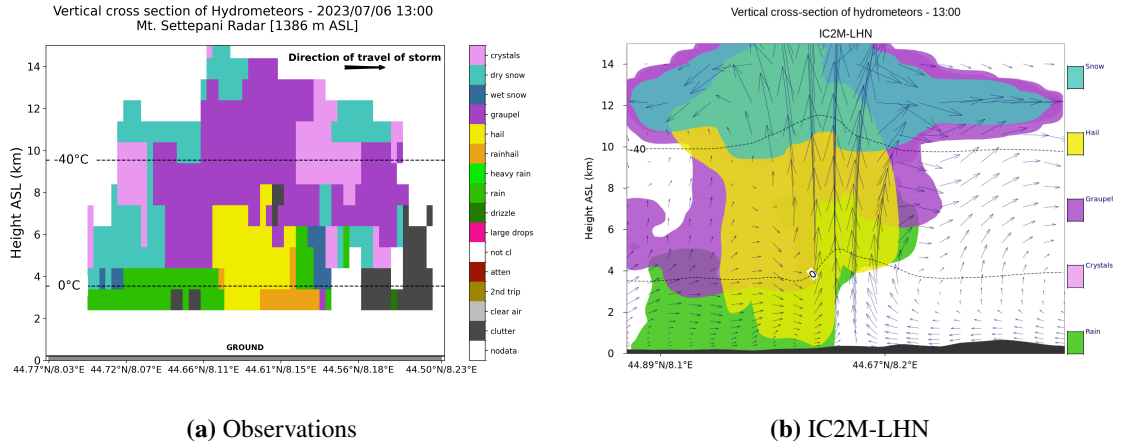 Vertical cross section of Hydrometeors - 2023/07/06 13:00
Mt. Settepani Radar [1386 m ASL]
Direction of travel of storm
Height ASL (km)
14
12
10
8
6
4
2
0
-40°C
0°C
GROUND
44.77°N/8.03°E
44.72°N/8.07°E
44.66°N/8.11°E
44.61°N/8.15°E
44.56°N/8.18°E
44.50°N/8.23°E
crystals
dry snow
wet snow
graupel
hail
rainhail
heavy rain
rain
drizzle
large drops
not cl
atten
2nd trip
clear air
clutter
nodata
(a) Observations
Vertical cross-section of hydrometeors - 13:00
IC2M-LHN
Height ASL (km)
14
12
10
8
6
4
2
0
-40
0
44.89°N/8.1°E
44.67°N/8.2°E
Snow
Hail
Graupel
Crystals
Rain
(b) IC2M-LHN